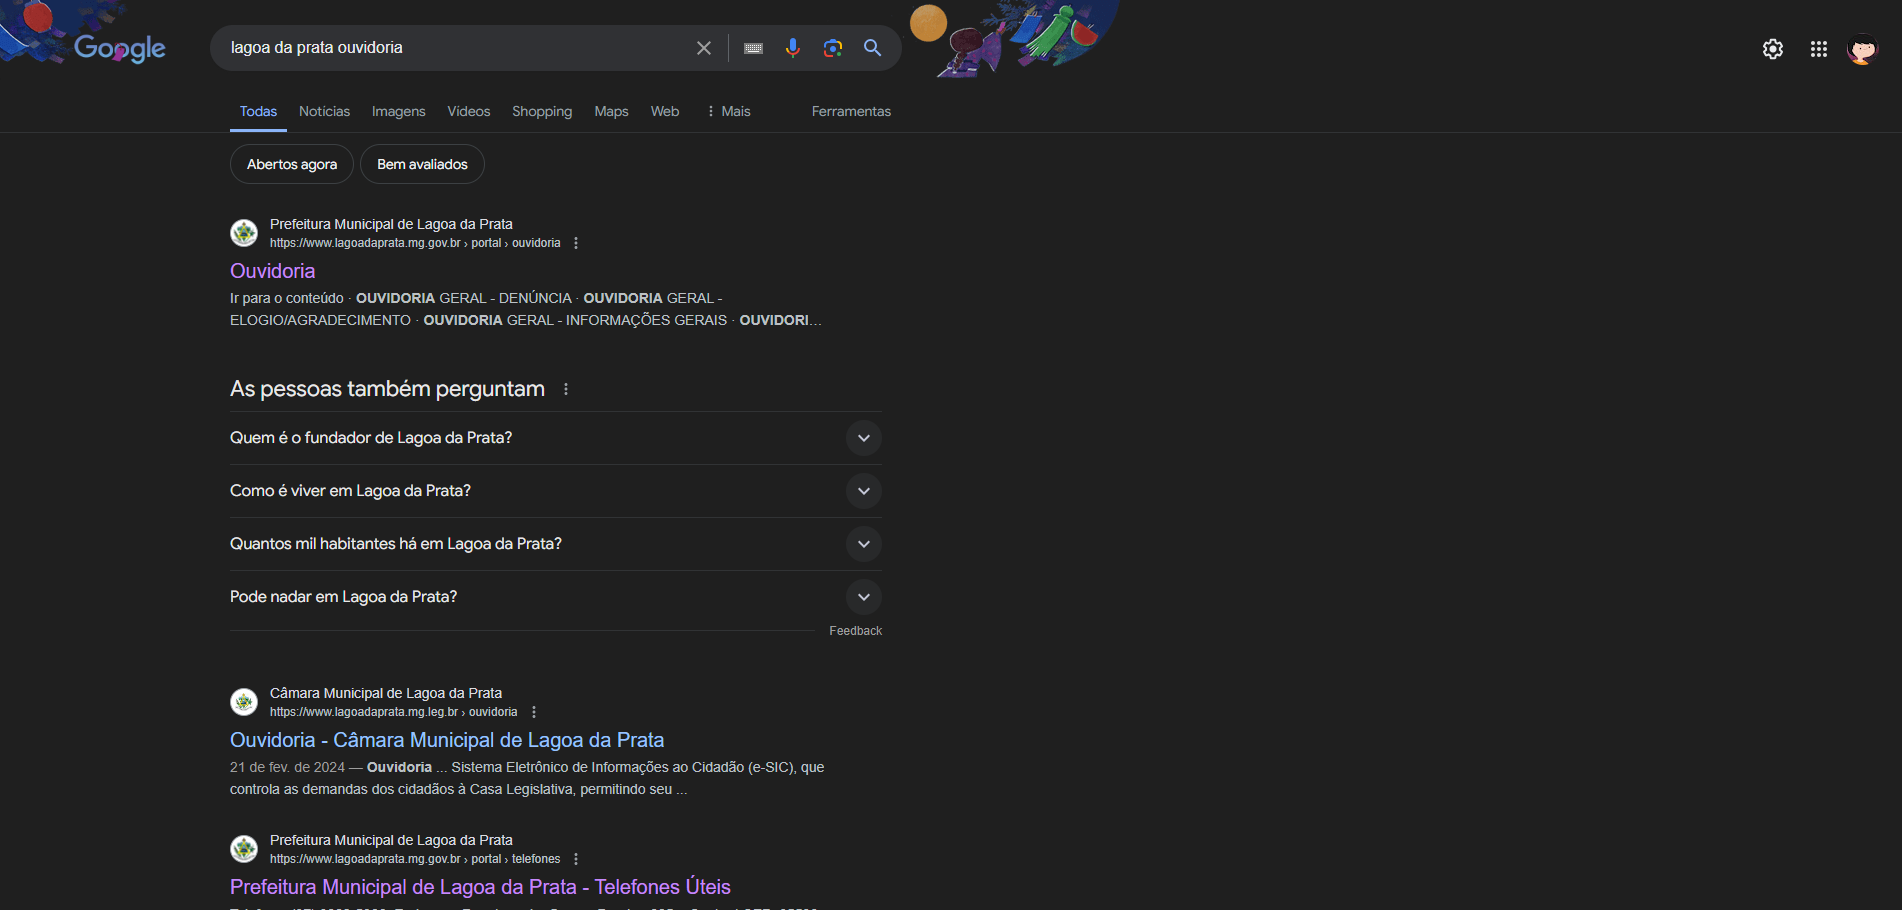 Google
lagoa da prata ouvidoria
Todas Notícias Imagens Vídeos Shopping Maps Web Mais Ferramentas
Abertos agora Bem avaliados
Prefeitura Municipal de Lagoa da Prata
https://www.lagoadaprata.mg.gov.br › portal › ouvidoria
Ouvidoria
Ir para o conteúdo · OUVIDORIA GERAL - DENÚNCIA · OUVIDORIA GERAL -
ELOGIO/AGRADECIMENTO · OUVIDORIA GERAL - INFORMAÇÕES GERAIS · OUVIDORI...
As pessoas também perguntam
Quem é o fundador de Lagoa da Prata?
Como é viver em Lagoa da Prata?
Quantos mil habitantes há em Lagoa da Prata?
Pode nadar em Lagoa da Prata?
Feedback
Câmara Municipal de Lagoa da Prata
https://www.lagoadaprata.mg.leg.br › ouvidoria
Ouvidoria - Câmara Municipal de Lagoa da Prata
21 de fev. de 2024 — Ouvidoria ... Sistema Eletrônico de Informações ao Cidadão (e-SIC), que
controla as demandas dos cidadãos à Casa Legislativa, permitindo seu ...
Prefeitura Municipal de Lagoa da Prata
https://www.lagoadaprata.mg.gov.br › portal › telefones
Prefeitura Municipal de Lagoa da Prata - Telefones Úteis